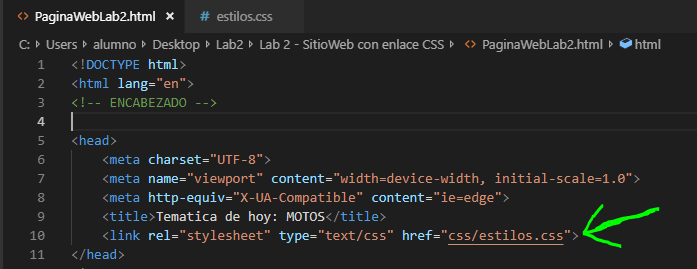 PaginaWebLab2.html estilos.css
C: > Users > alumno > Desktop > Lab2 > Lab 2 - SitioWeb con enlace CSS > <> PaginaWebLab2.html > html
1 <!DOCTYPE html>
2 <html lang="en">
3 <!-- ENCABEZADO -->
4
5 <head>
6 <meta charset="UTF-8">
7 <meta name="viewport" content="width=device-width, initial-scale=1.0">
8 <meta http-equiv="X-UA-Compatible" content="ie=edge">
9 <title>Tematica de hoy: MOTOS</title>
10 <link rel="stylesheet" type="text/css" href="css/estilos.css">
11 </head>